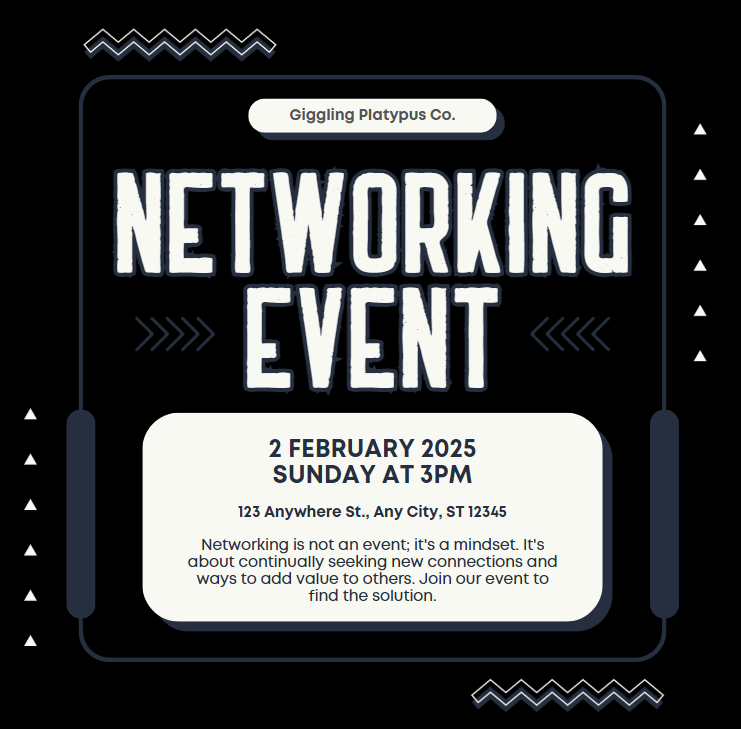 Giggling Platypus Co.
NETWORKING
EVENT
2 FEBRUARY 2025
SUNDAY AT 3PM
123 Anywhere St., Any City, ST 12345
Networking is not an event; it's a mindset. It's
about continually seeking new connections and
ways to add value to others. Join our event to
find the solution.